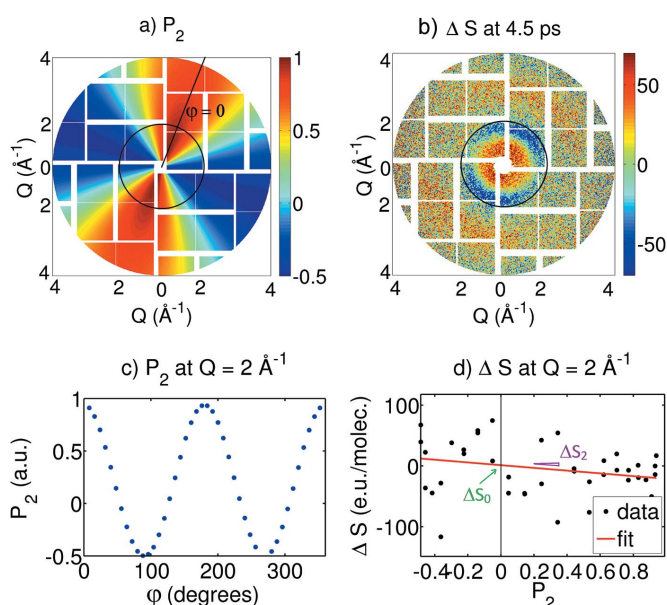 a) P2
b) Δ S at 4.5 ps
φ = 0
Q (Å-1)
4
2
0
2
4
4 2 0 2 4
Q (Å-1)
1
0.5
0
-0.5
Q (Å-1)
4
2
0
2
4
4 2 0 2 4
Q (Å-1)
50
0
-50
c) P2 at Q = 2 Å-1
d) Δ S at Q = 2 Å-1
P2 (a.u.)
1
0.5
0
-0.5
0 100 200 300
φ (degrees)
Δ S (e.u./molec.)
100
0
-100
ΔS2
ΔS0
data
fit
-0.4 -0.2 0 0.2 0.4 0.6 0.8
P2